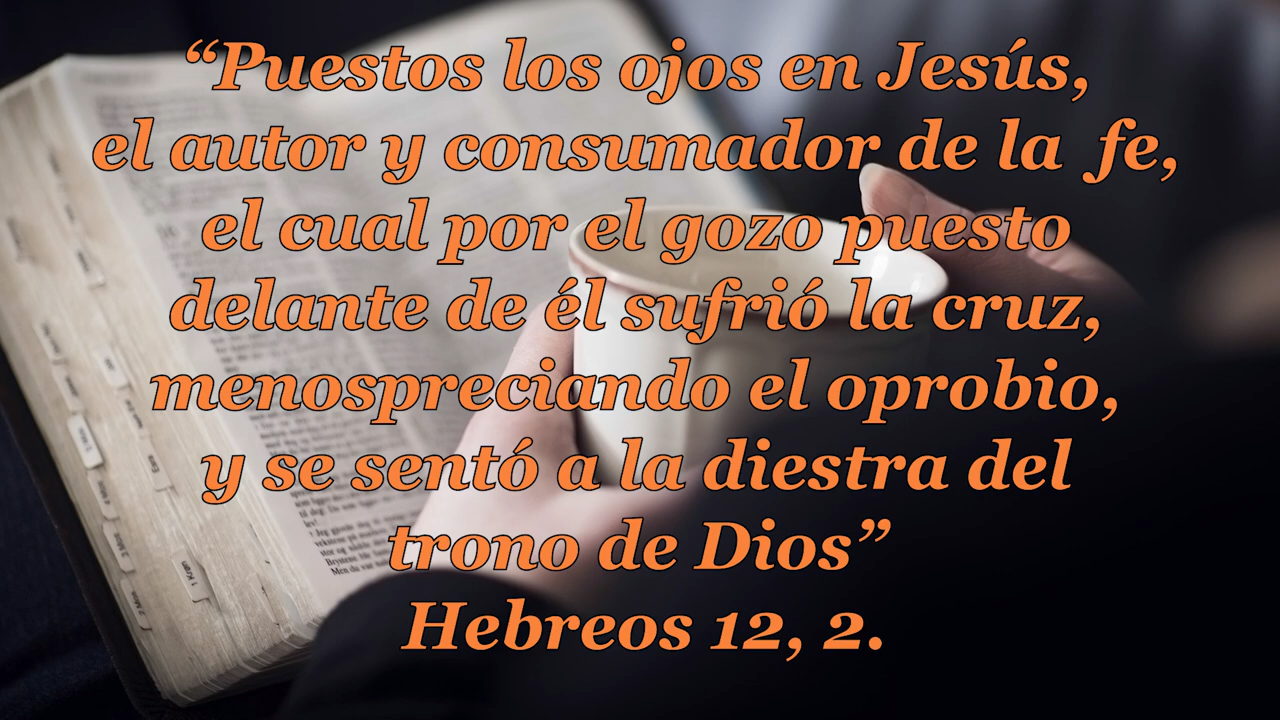 “Puestos los ojos en Jesús,
el autor y consumador de la fe,
el cual por el gozo puesto
delante de él sufrió la cruz,
menospreciando el oprobio,
y se sentó a la diestra del
trono de Dios”
Hebreos 12, 2.